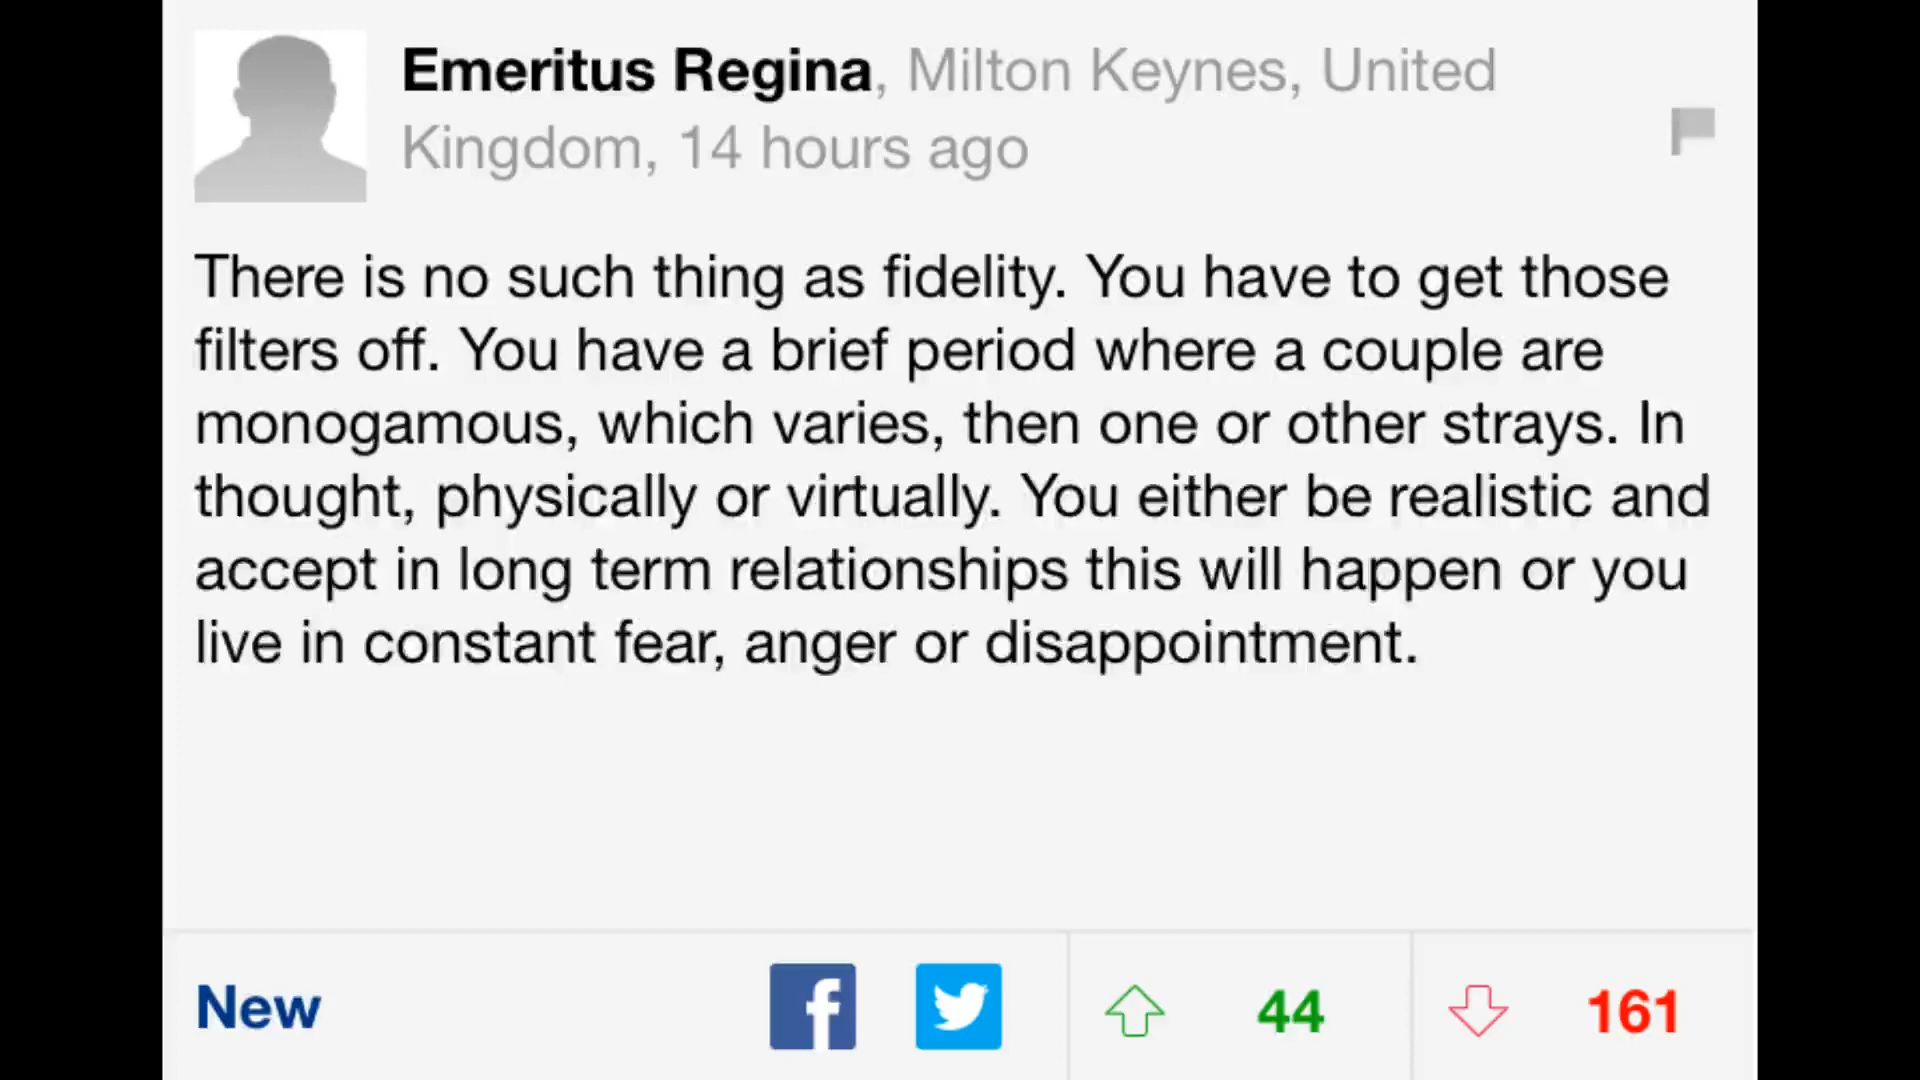 Emeritus Regina, Milton Keynes, United
Kingdom, 14 hours ago
There is no such thing as fidelity. You have to get those
filters off. You have a brief period where a couple are
monogamous, which varies, then one or other strays. In
thought, physically or virtually. You either be realistic and
accept in long term relationships this will happen or you
live in constant fear, anger or disappointment.
New
44
161